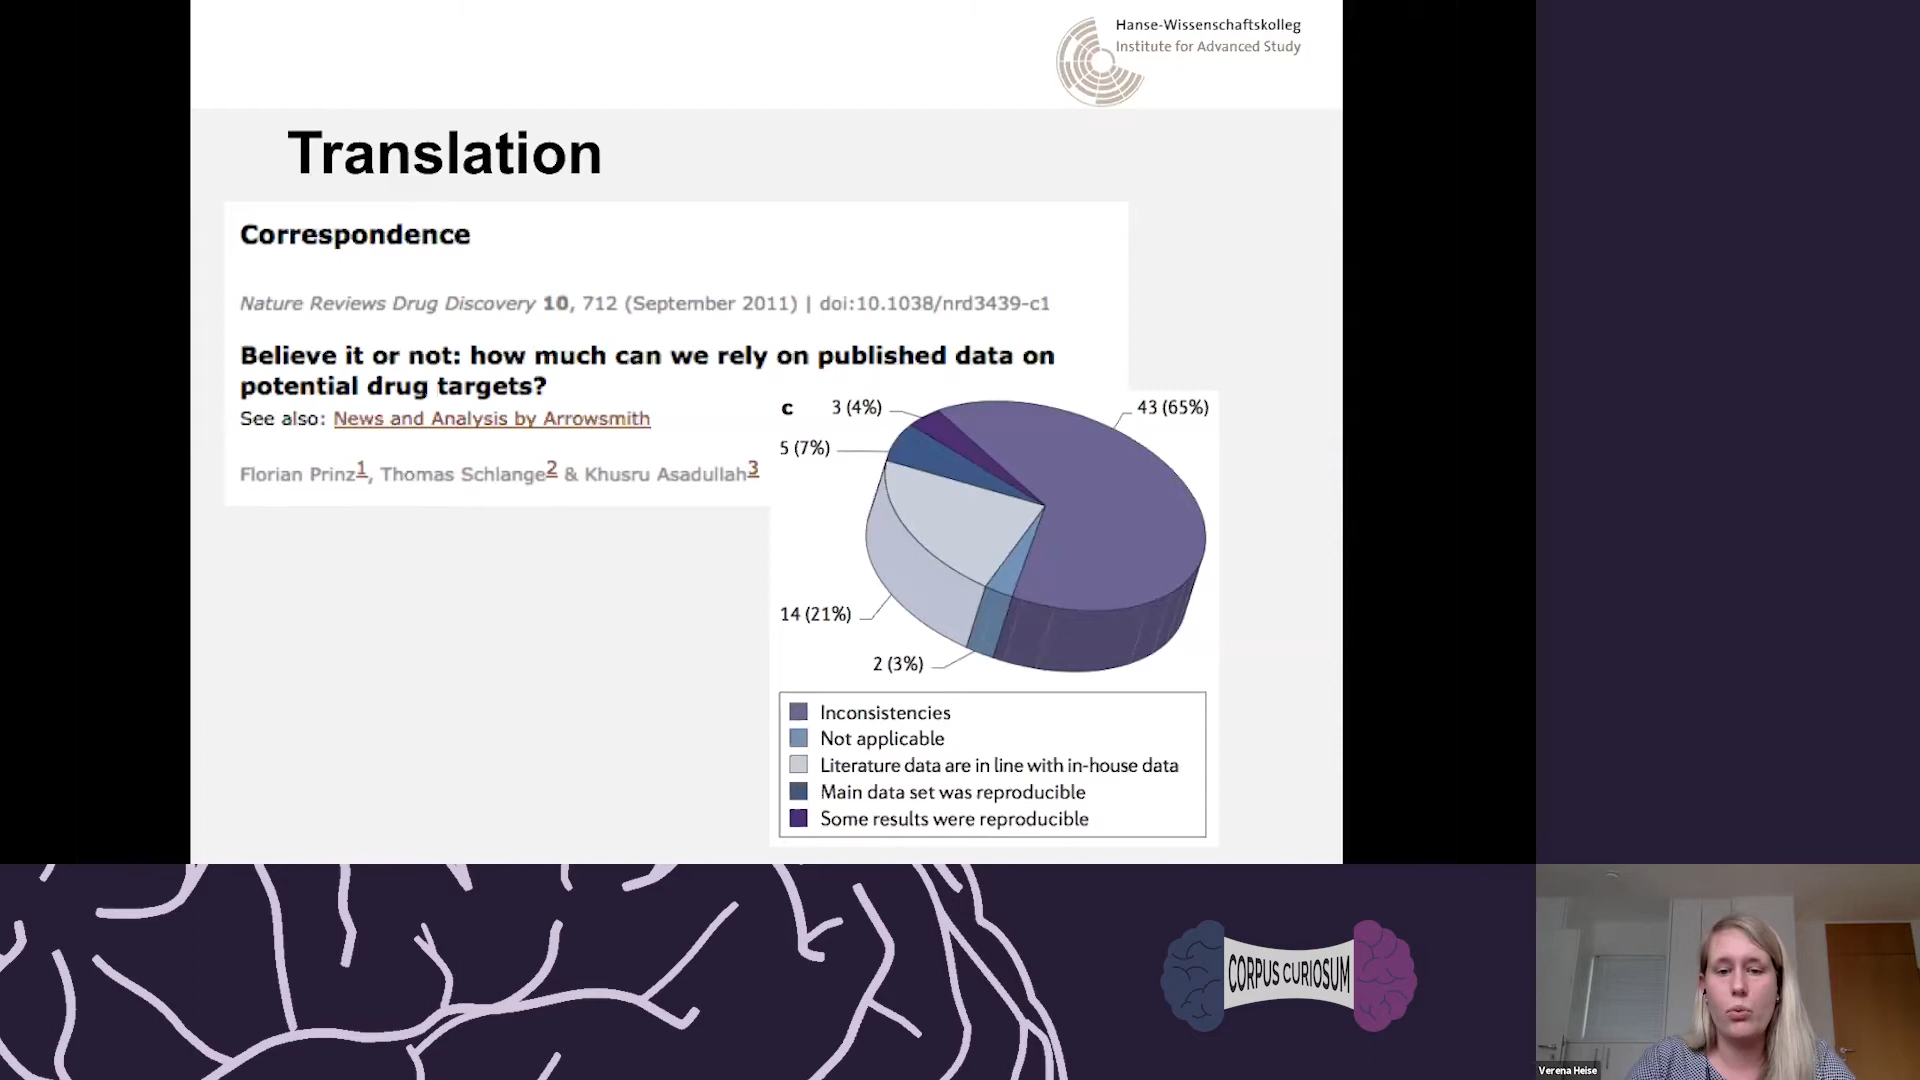 Hanse-Wissenschaftskolleg
Institute for Advanced Study
Translation
Correspondence
Nature Reviews Drug Discovery 10, 712 (September 2011) | doi:10.1038/nrd3439-c1
Believe it or not: how much can we rely on published data on
potential drug targets?
See also: News and Analysis by Arrowsmith
Florian Prinz1, Thomas Schlange2 & Khusru Asadullah3
c
3 (4%)
43 (65%)
5 (7%)
14 (21%)
2 (3%)
Inconsistencies
Not applicable
Literature data are in line with in-house data
Main data set was reproducible
Some results were reproducible
CORPUS CURIOSUM
Verena Heise